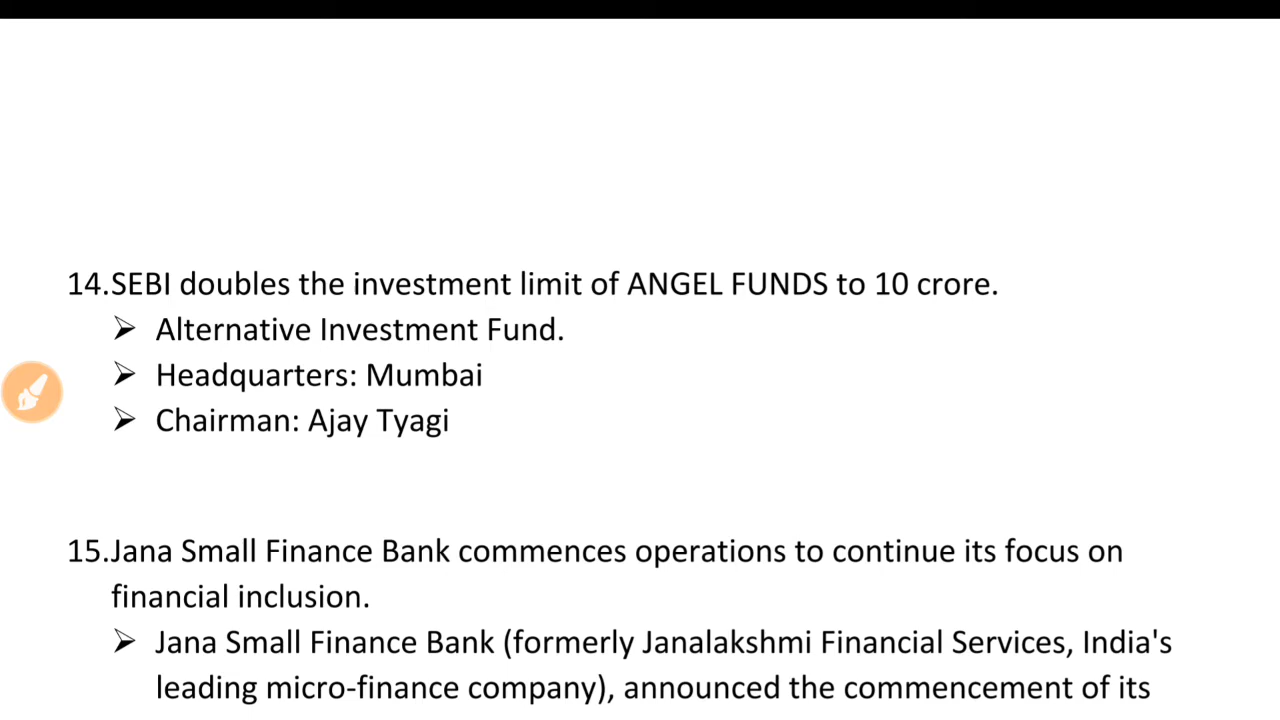 14.SEBI doubles the investment limit of ANGEL FUNDS to 10 crore.
➢ Alternative Investment Fund.
➢ Headquarters: Mumbai
➢ Chairman: Ajay Tyagi
15.Jana Small Finance Bank commences operations to continue its focus on
financial inclusion.
➢ Jana Small Finance Bank (formerly Janalakshmi Financial Services, India's
leading micro-finance company), announced the commencement of its